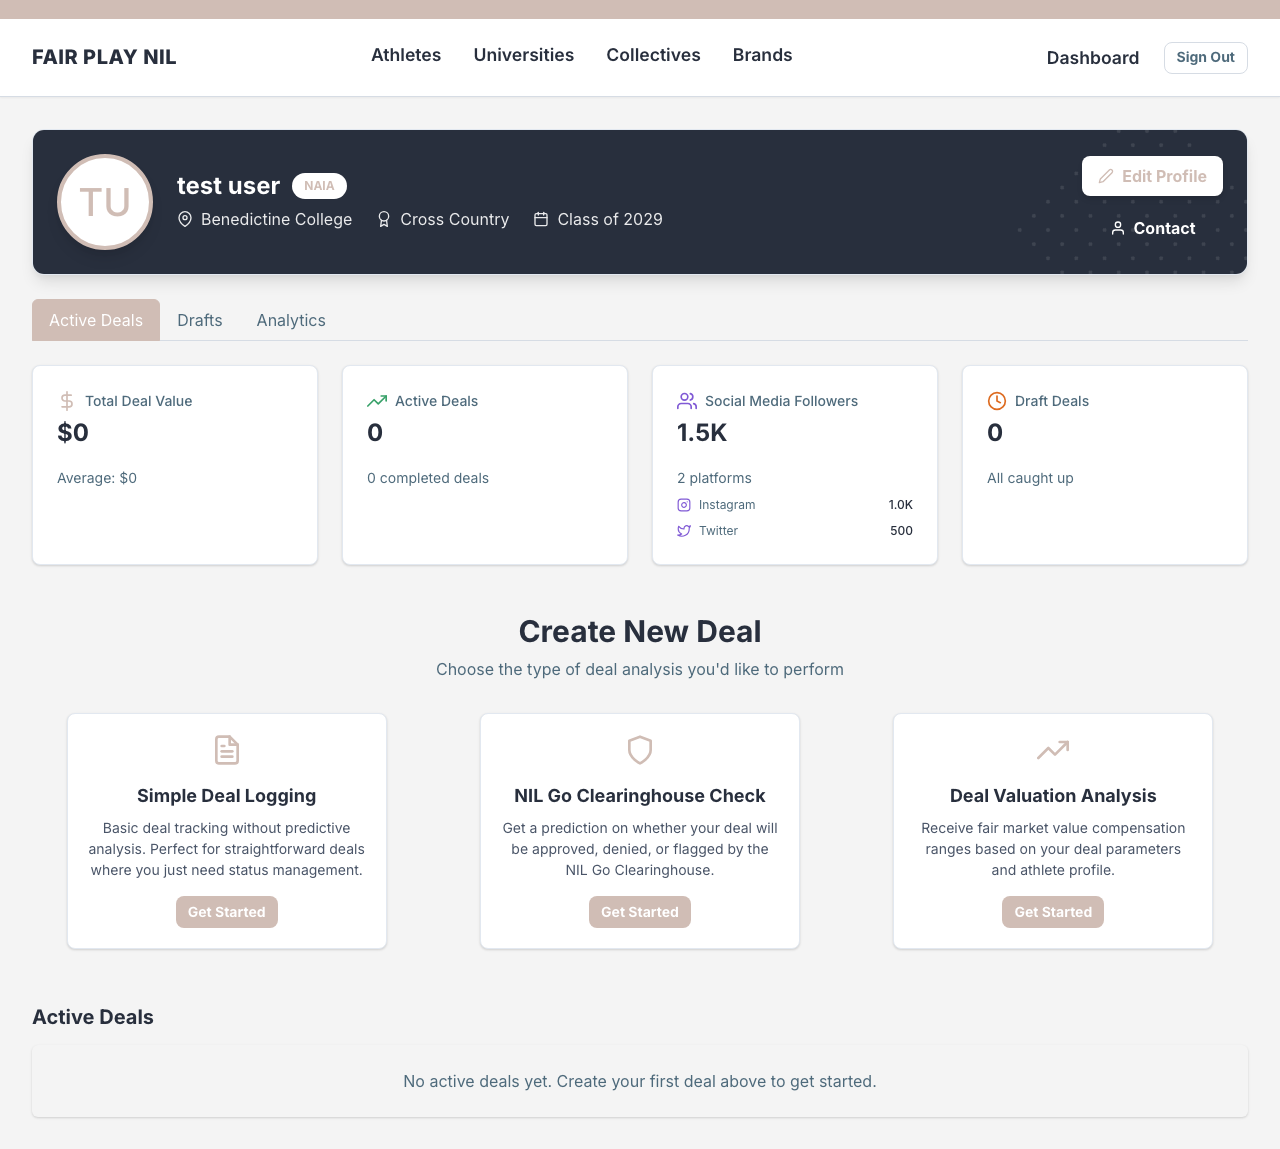 FAIR PLAY NIL
Athletes
Universities
Collectives
Brands
Dashboard
Sign Out
TU
test user
NAIA
Benedictine College
Cross Country
Class of 2029
Edit Profile
Contact
Active Deals
Drafts
Analytics
Total Deal Value
$0
Average: $0
Active Deals
0
0 completed deals
Social Media Followers
1.5K
2 platforms
Instagram
1.0K
Twitter
500
Draft Deals
0
All caught up
Create New Deal
Choose the type of deal analysis you'd like to perform
Simple Deal Logging
Basic deal tracking without predictive
analysis. Perfect for straightforward deals
where you just need status management.
Get Started
NIL Go Clearinghouse Check
Get a prediction on whether your deal will
be approved, denied, or flagged by the
NIL Go Clearinghouse.
Get Started
Deal Valuation Analysis
Receive fair market value compensation
ranges based on your deal parameters
and athlete profile.
Get Started
Active Deals
No active deals yet. Create your first deal above to get started.